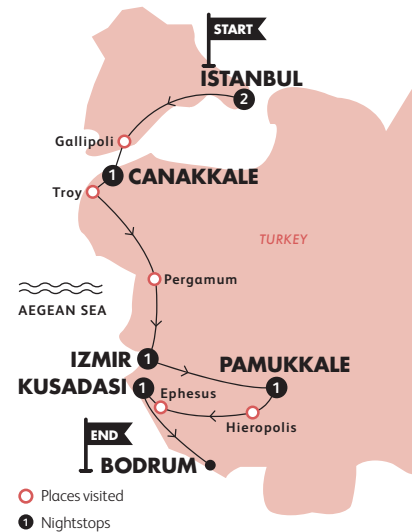 START
ISTANBUL
2
Gallipoli
1 CANAKKALE
Troy
TURKEY
Pergamum
AEGEAN SEA
IZMIR 1
PAMUKKALE
1
KUSADASI 1
Ephesus
Hieropolis
END
BODRUM
Places visited
1 Nightstops